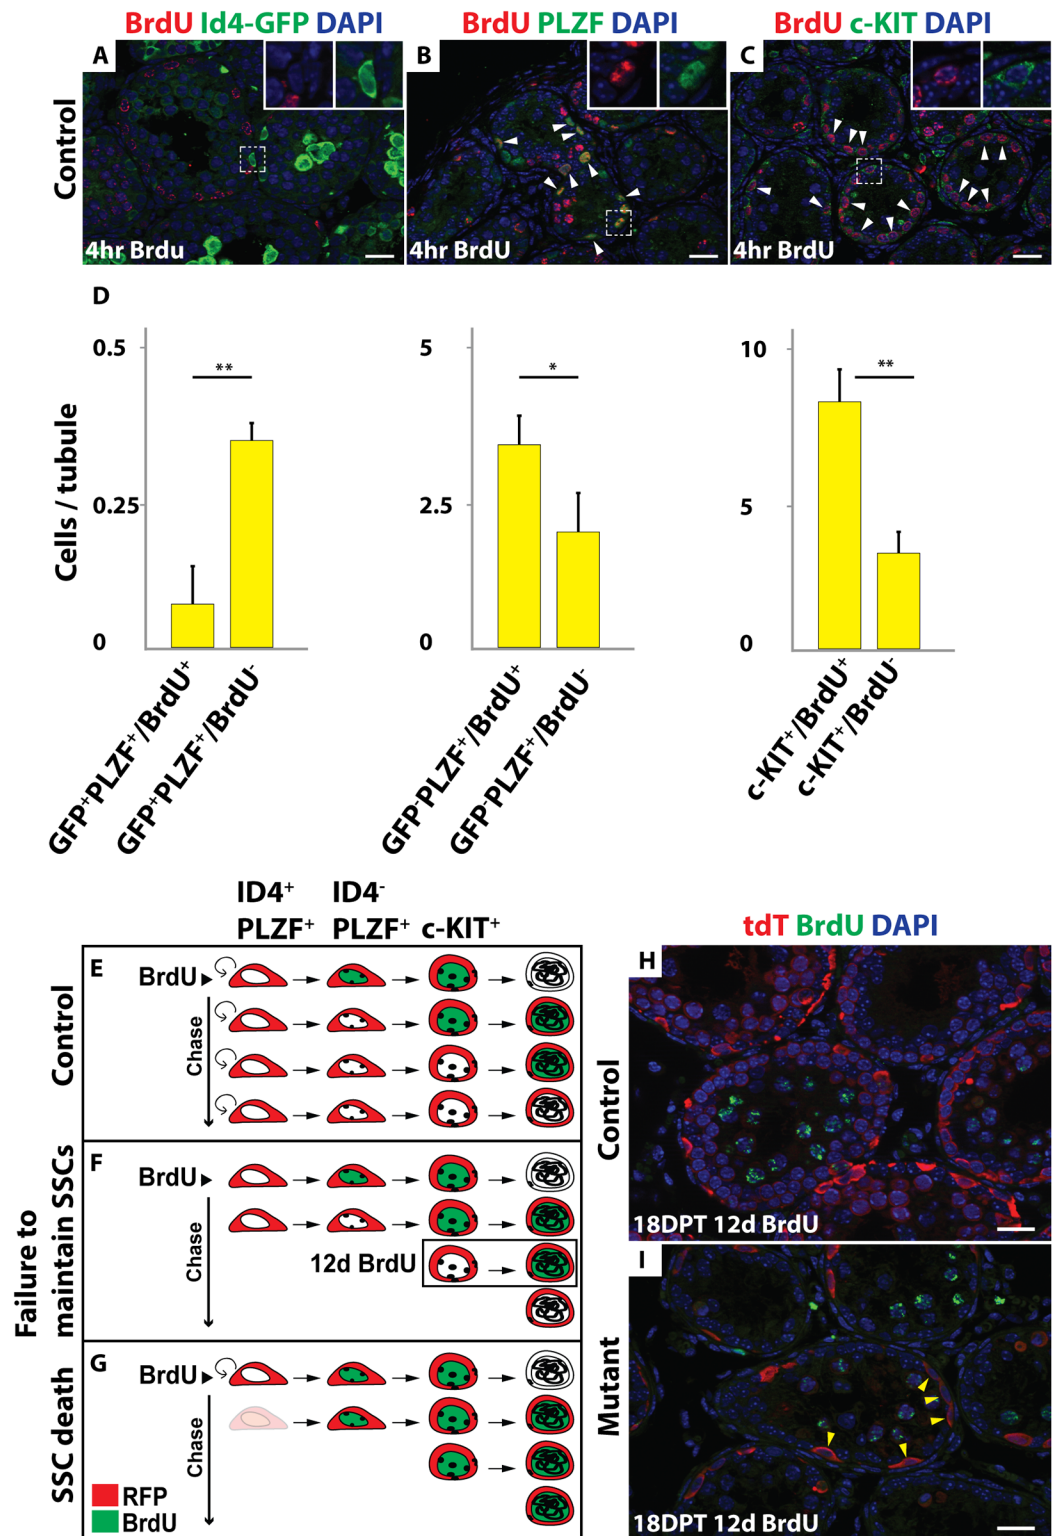 BrdU Id4-GFP DAPI
BrdU PLZF DAPI
BrdU c-KIT DAPI
Control
A
4hr Brdu
B
4hr BrdU
C
4hr BrdU
D
Cells / tubule
0.5
0.25
0
**
GFP⁺PLZF⁺/BrdU⁺
GFP⁺PLZF⁺/BrdU⁻
5
2.5
0
*
GFP⁻PLZF⁺/BrdU⁺
GFP⁻PLZF⁺/BrdU⁻
10
5
0
**
c-KIT⁺/BrdU⁺
c-KIT⁺/BrdU⁻
ID4⁺
PLZF⁺
ID4⁻
PLZF⁺
c-KIT⁺
Control
E
BrdU
Chase
Failure to
maintain SSCs
F
BrdU
Chase
12d BrdU
SSC death
G
BrdU
Chase
RFP
BrdU
tdT BrdU DAPI
Control
H
18DPT 12d BrdU
Mutant
I
18DPT 12d BrdU